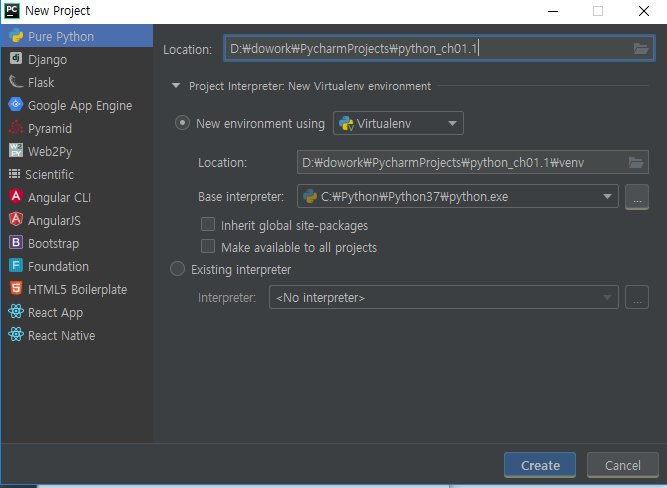 New Project
Pure Python
Django
Flask
Google App Engine
Pyramid
Web2Py
Scientific
Angular CLI
AngularJS
Bootstrap
Foundation
HTML5 Boilerplate
React App
React Native
Location: D:₩dowork₩PycharmProjects₩python_ch01.1
Project Interpreter: New Virtualenv environment
New environment using Virtualenv
Location: D:₩dowork₩PycharmProjects₩python_ch01.1₩venv
Base interpreter: C:₩Python₩Python37₩python.exe ...
Inherit global site-packages
Make available to all projects
Existing interpreter
Interpreter: <No interpreter> ...
Create Cancel